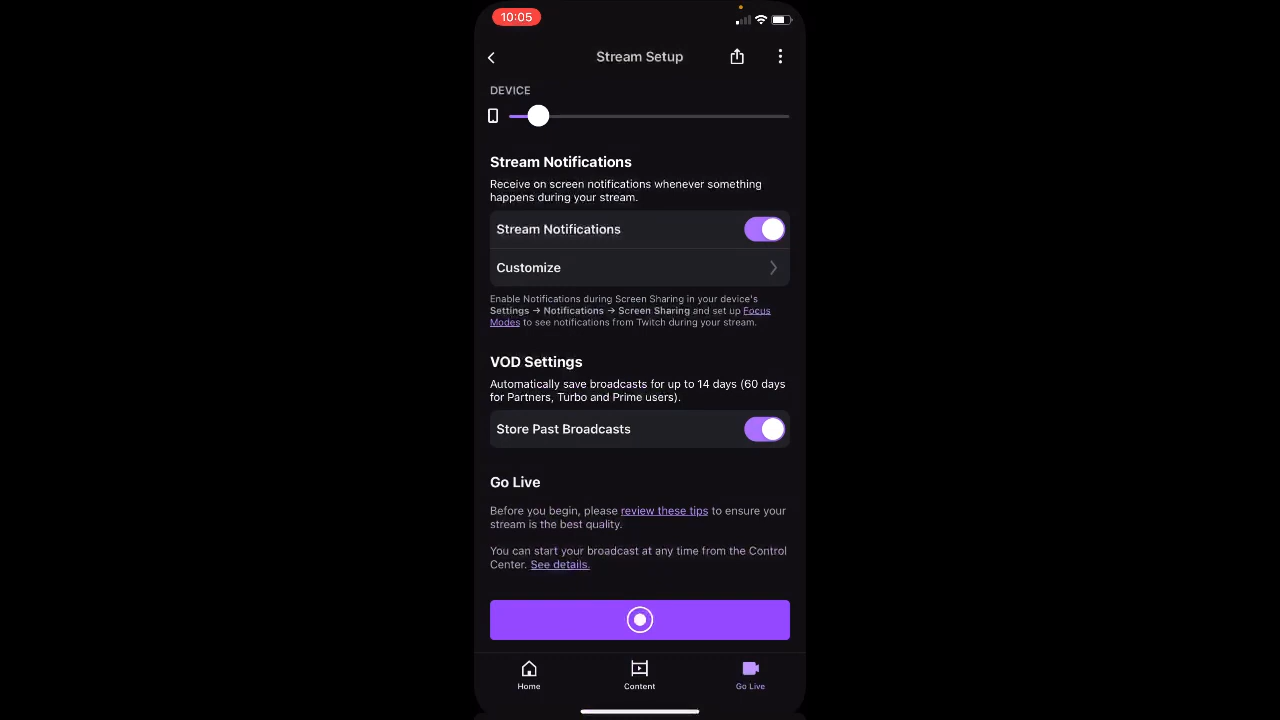 10:05
Stream Setup
DEVICE
Stream Notifications
Receive on screen notifications whenever something
happens during your stream.
Stream Notifications
Customize
Enable Notifications during Screen Sharing in your device's
Settings → Notifications → Screen Sharing and set up Focus
Modes to see notifications from Twitch during your stream.
VOD Settings
Automatically save broadcasts for up to 14 days (60 days
for Partners, Turbo and Prime users).
Store Past Broadcasts
Go Live
Before you begin, please review these tips to ensure your
stream is the best quality.
You can start your broadcast at any time from the Control
Center. See details.
Home
Content
Go Live